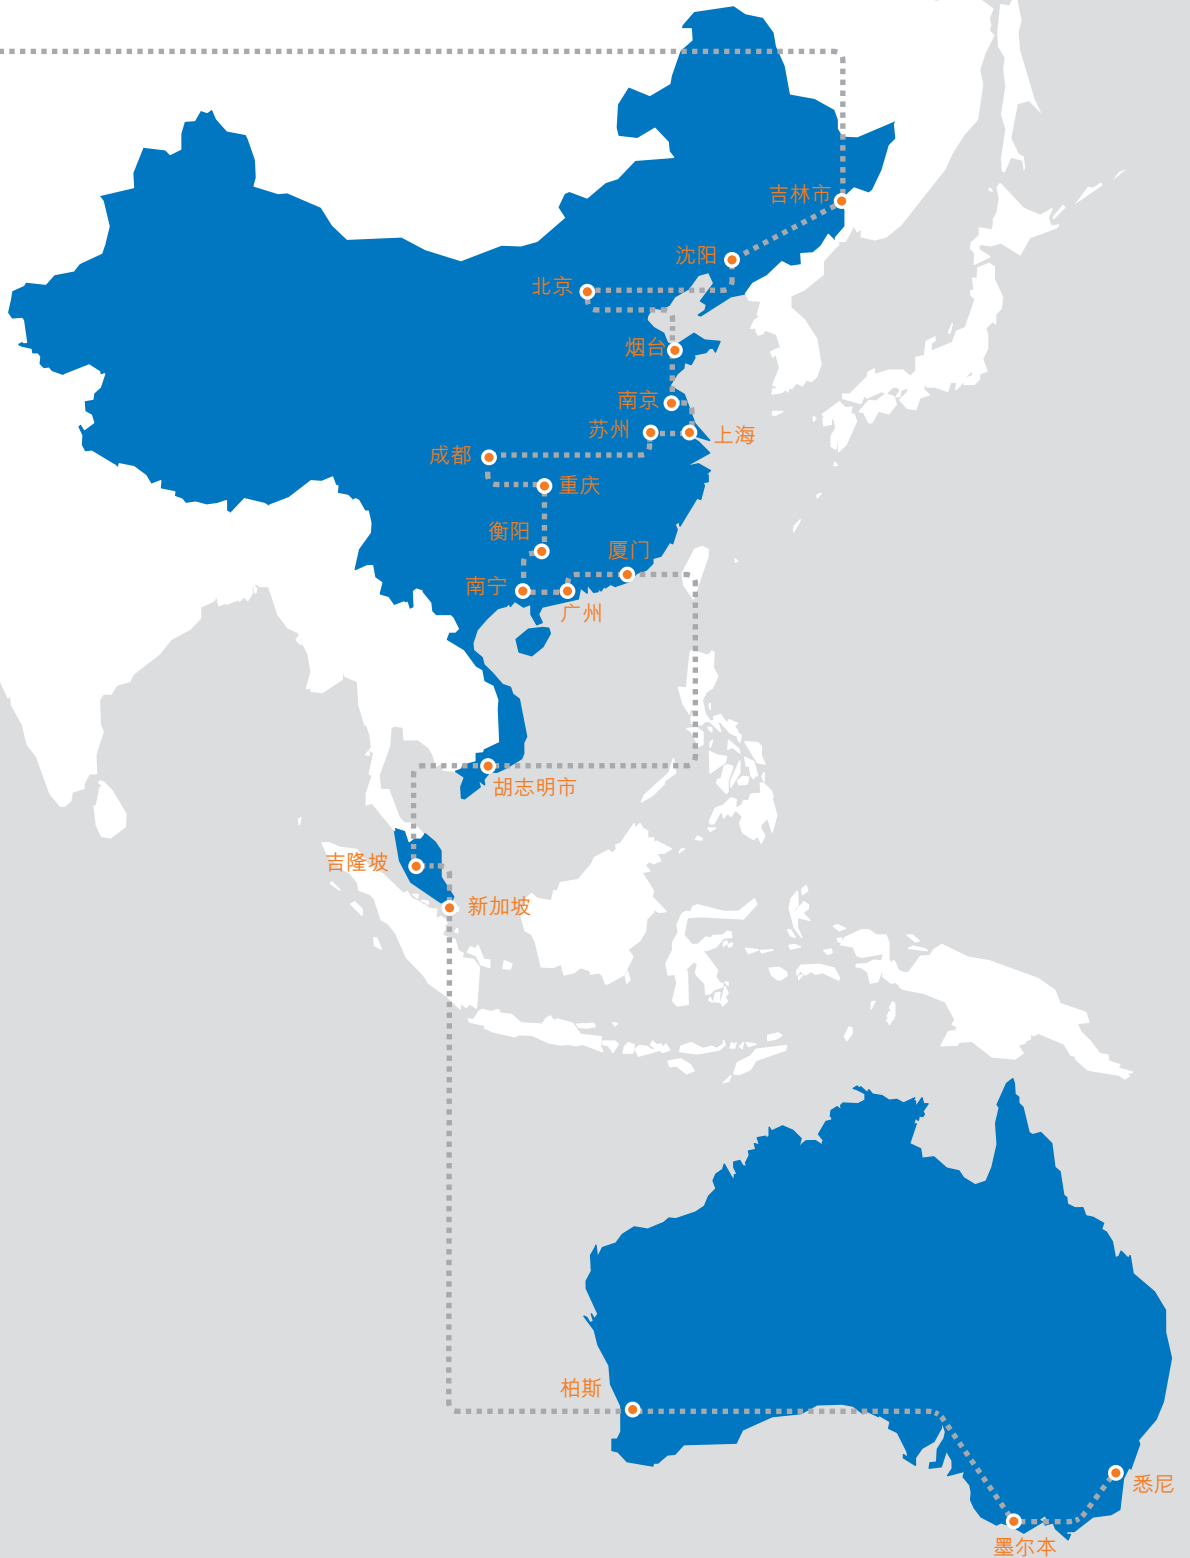 吉林市
沈阳
北京
烟台
南京
苏州
上海
成都
重庆
衡阳
厦门
南宁
广州
胡志明市
吉隆坡
新加坡
柏斯
悉尼
墨尔本